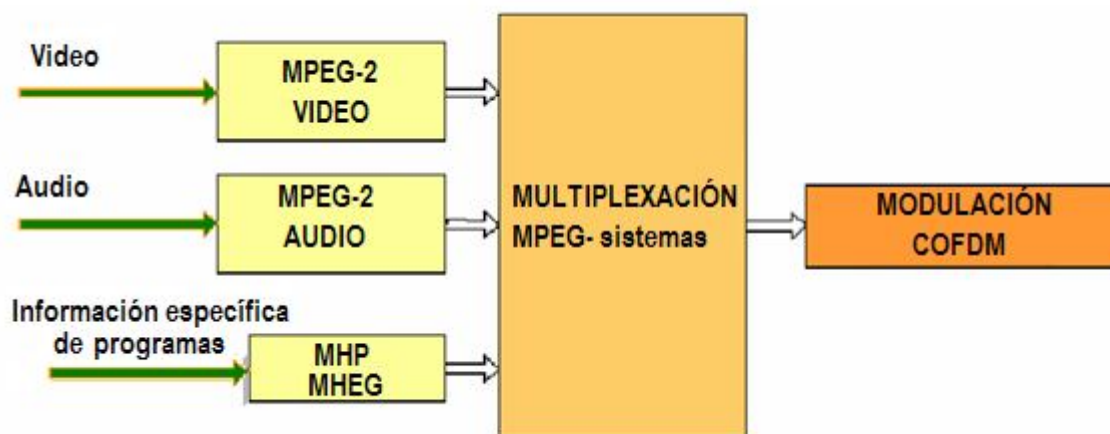 Video
MPEG-2
VIDEO
Audio
MPEG-2
AUDIO
Información específica
de programas
MHP
MHEG
MULTIPLEXACIÓN
MPEG- sistemas
MODULACIÓN
COFDM